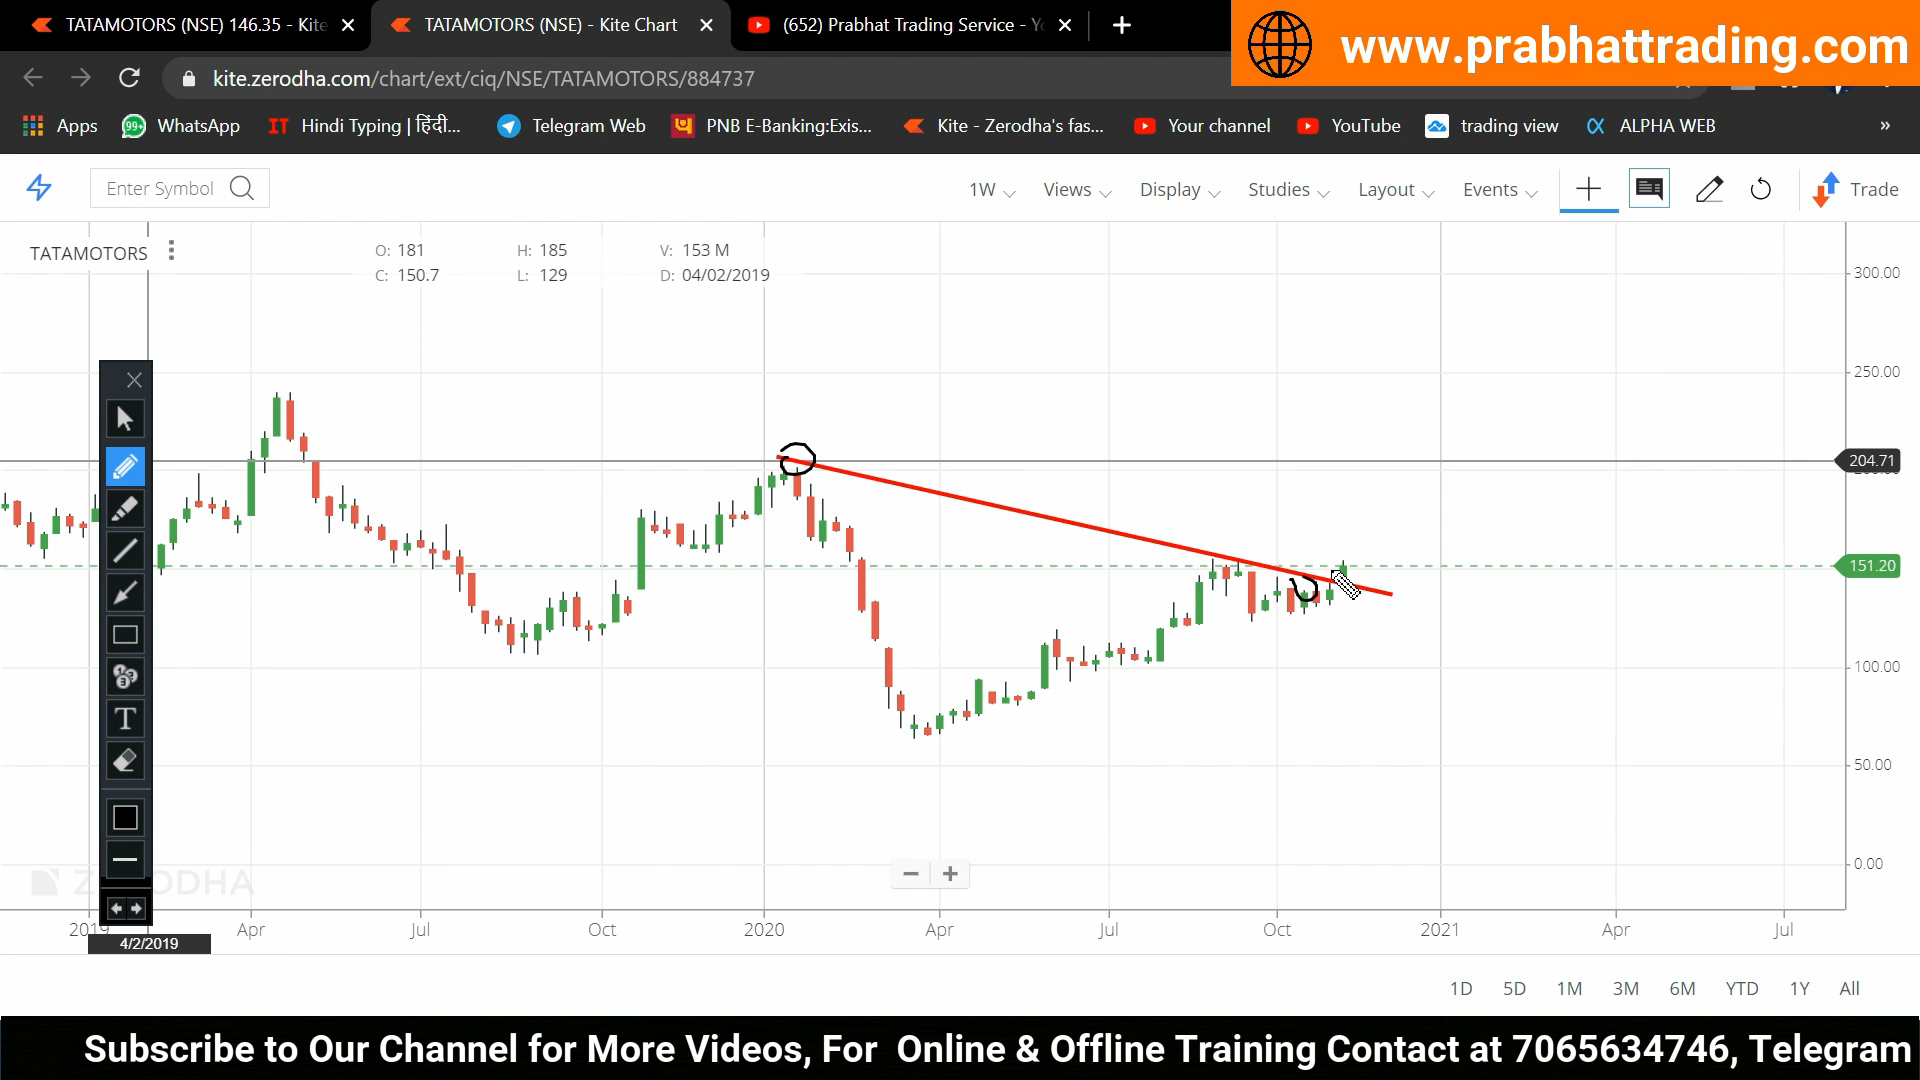 TATAMOTORS (NSE) 146.35 - Kite
TATAMOTORS (NSE) - Kite Chart
(652) Prabhat Trading Service - Yo
www.prabhattrading.com
kite.zerodha.com/chart/ext/ciq/NSE/TATAMOTORS/884737
Apps
99+
WhatsApp
IT
Hindi Typing | हिंदी...
Telegram Web
PNB E-Banking:Exis...
Kite - Zerodha's fas...
Your channel
YouTube
trading view
ALPHA WEB
»
Enter Symbol
1W
Views
Display
Studies
Layout
Events
Trade
TATAMOTORS
O: 181
H: 185
V: 153 M
C: 150.7
L: 129
D: 04/02/2019
300.00
250.00
204.71
151.20
100.00
50.00
0.00
T
ZERODHA
2019
Apr
Jul
Oct
2020
Apr
Jul
Oct
2021
Apr
Jul
4/2/2019
1D
5D
1M
3M
6M
YTD
1Y
All
Subscribe to Our Channel for More Videos, For Online & Offline Training Contact at 7065634746, Telegram